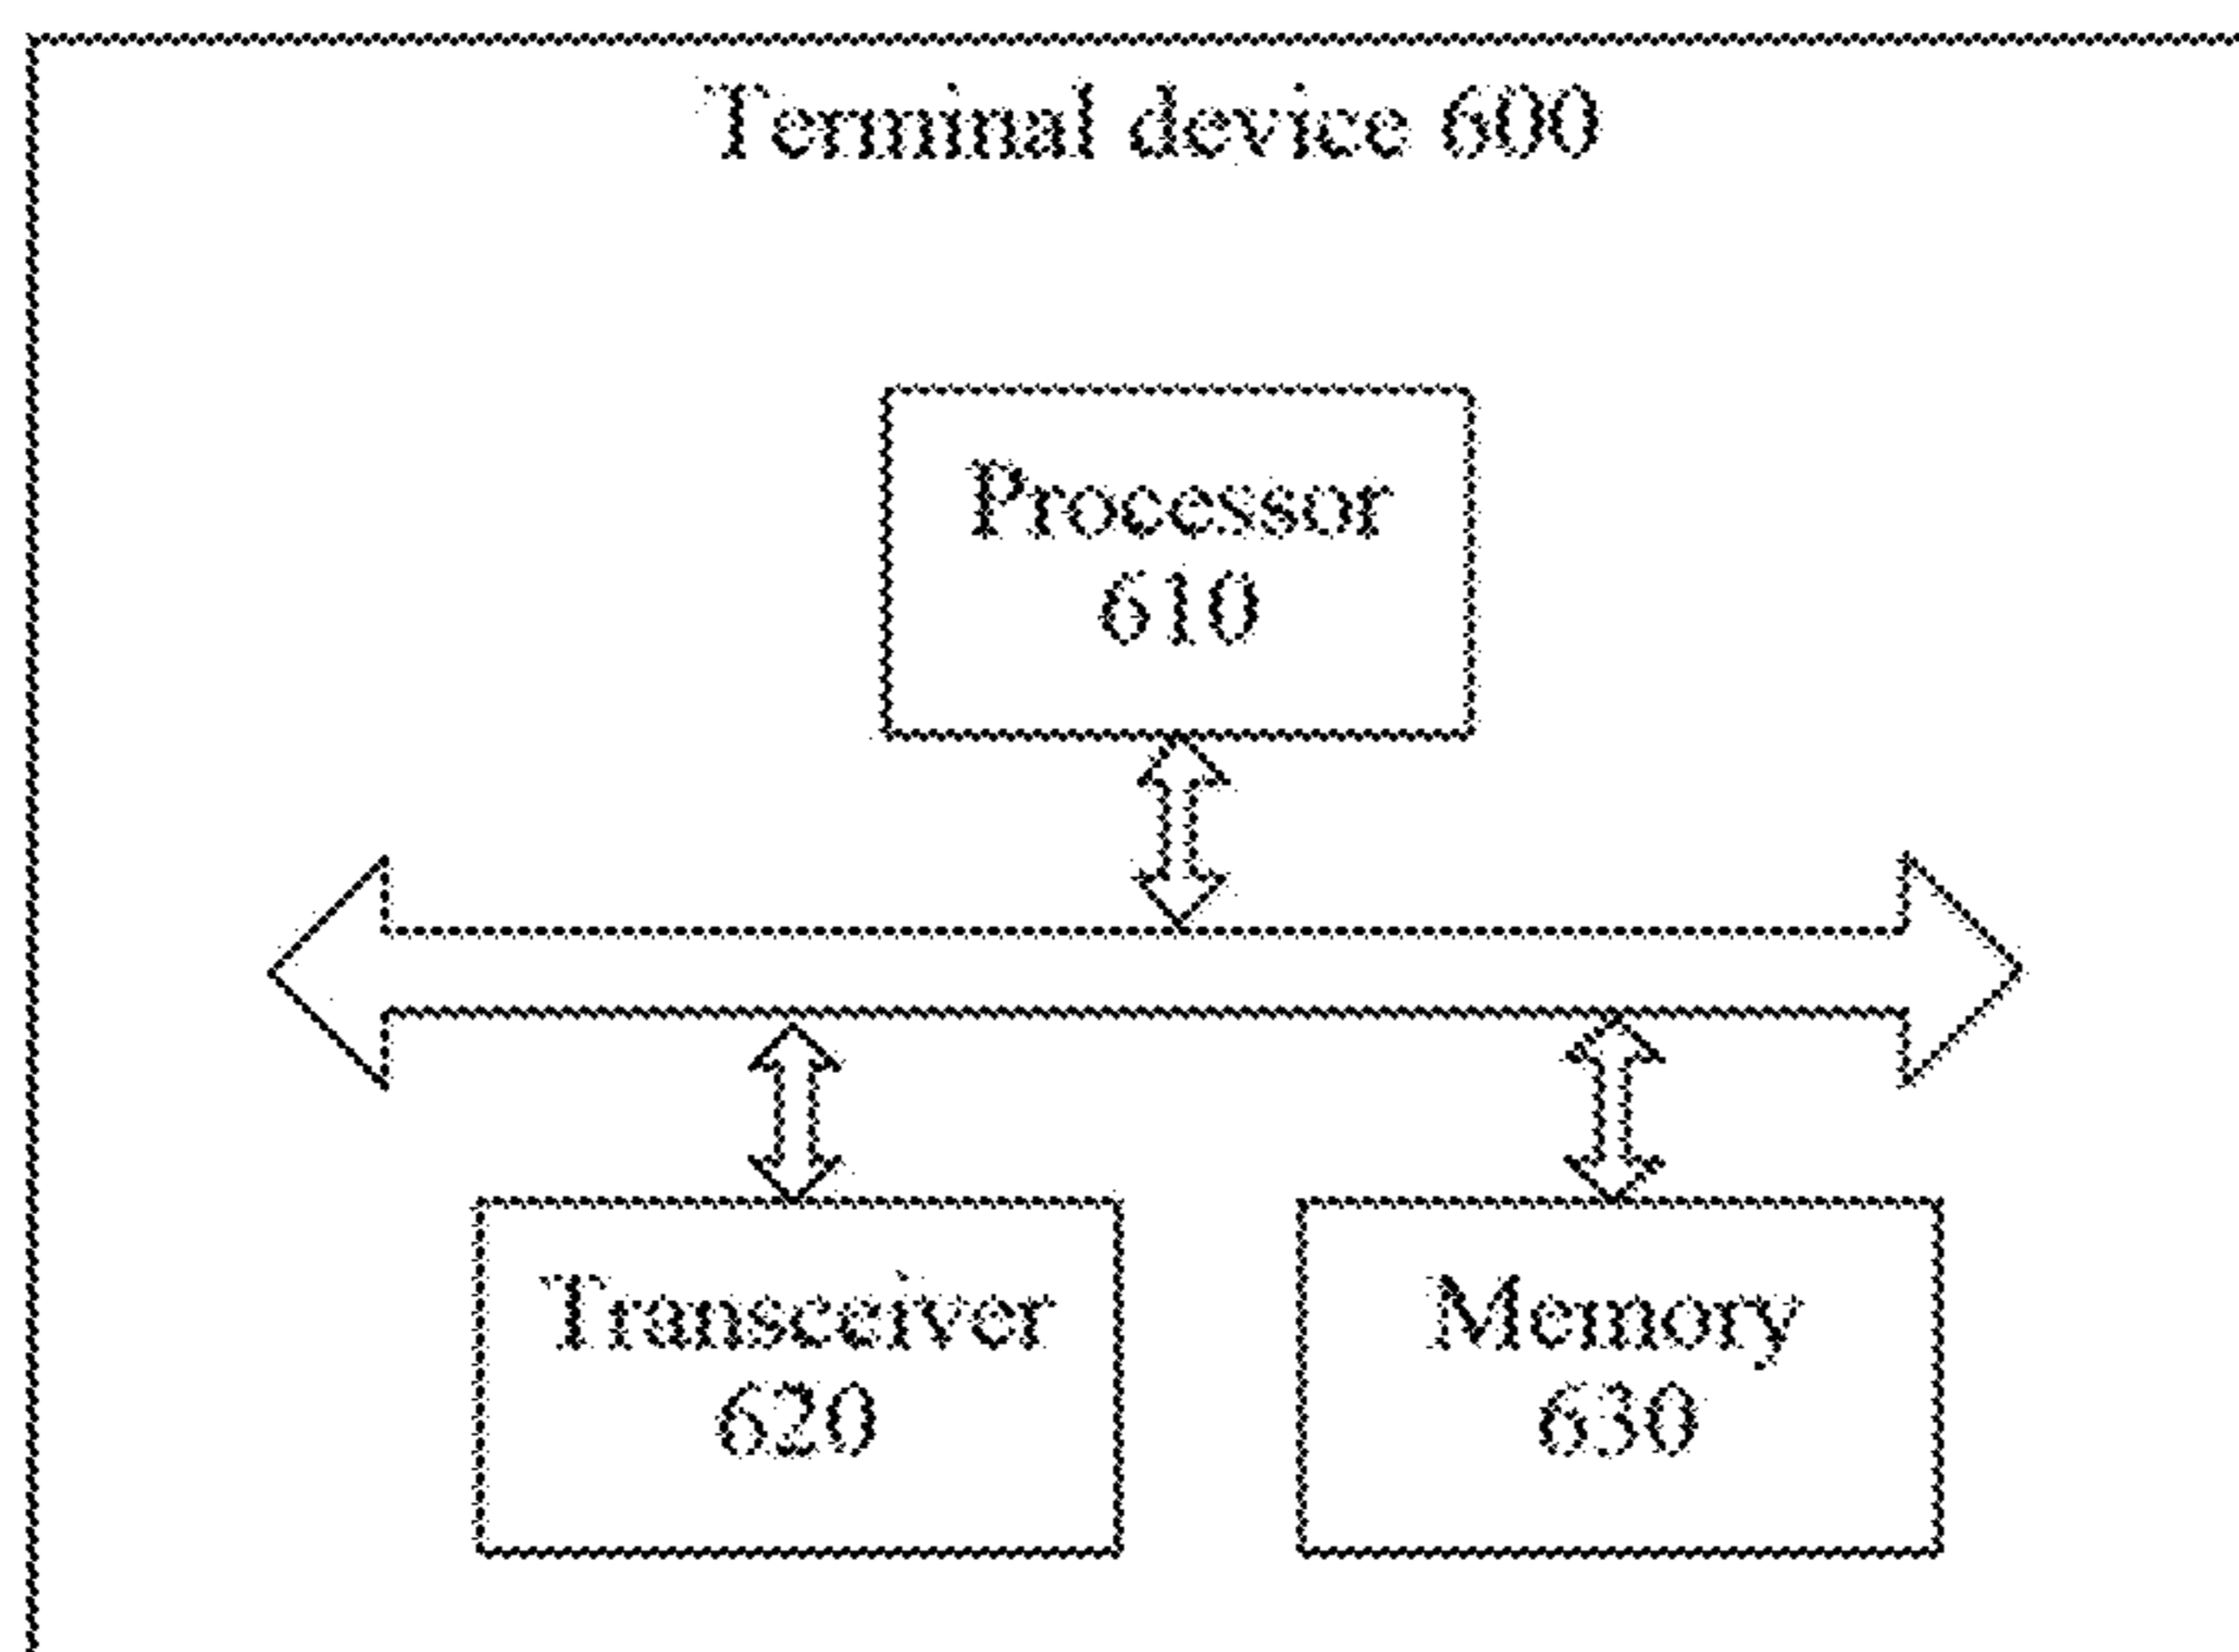 Terminal device 600
Processor
610
Transceiver
620
Memory
630